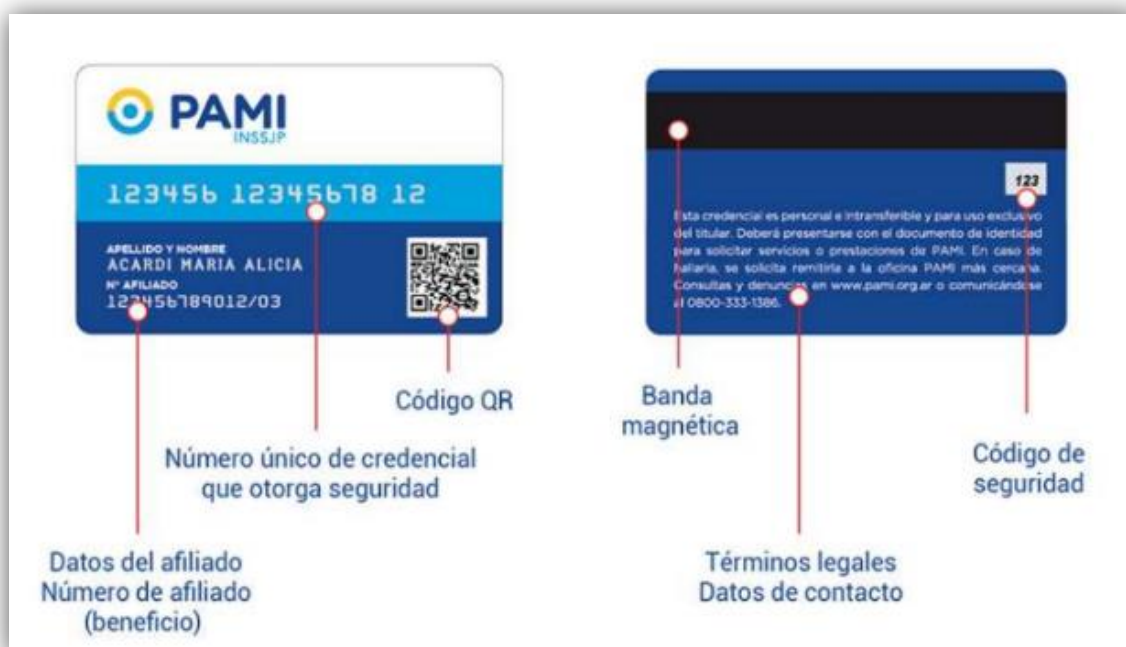 PAMI
INSSJP
123456 12345678 12
APELLIDO Y NOMBRE
ACARDI MARIA ALICIA
N° AFILIADO
123456789012/03
Código QR
Número único de credencial
que otorga seguridad
Datos del afiliado
Número de afiliado
(beneficio)
123
Esta credencial es personal e intransferible y para uso exclusivo
del titular. Deberá presentarse con el documento de identidad
para solicitar servicios o prestaciones de PAMI. En caso de
hallarla, se solicita remitirla a la oficina PAMI más cercana.
Consultas y denuncias en www.pami.org.ar o comunicándose
al 0800-333-1386.
Banda
magnética
Código de
seguridad
Términos legales
Datos de contacto